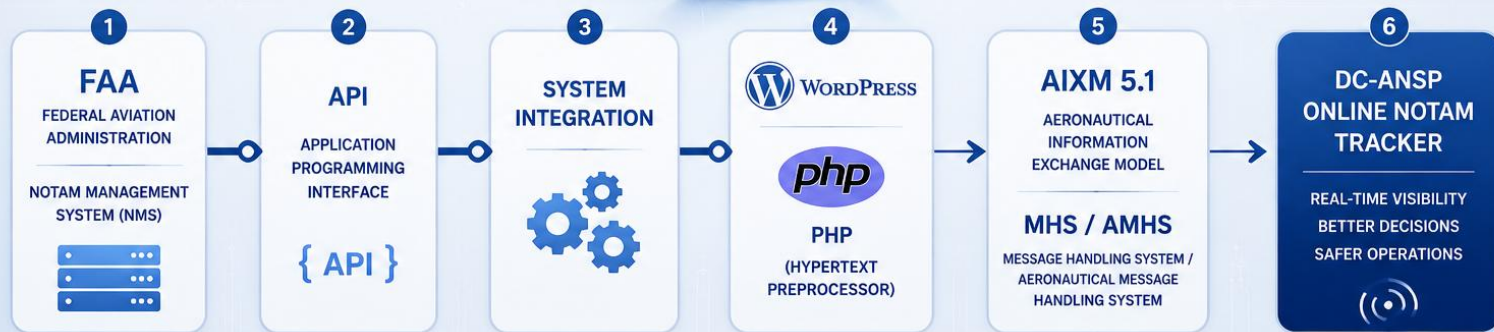 1
FAA
FEDERAL AVIATION
ADMINISTRATION
NOTAM MANAGEMENT
SYSTEM (NMS)
2
API
APPLICATION
PROGRAMMING
INTERFACE
{ API }
3
SYSTEM
INTEGRATION
4
WORDPRESS
php
PHP
(HYPERTEXT
PREPROCESSOR)
5
AIXM 5.1
AERONAUTICAL
INFORMATION
EXCHANGE MODEL
MHS / AMHS
MESSAGE HANDLING SYSTEM /
AERONAUTICAL MESSAGE
HANDLING SYSTEM
6
DC-ANSP
ONLINE NOTAM
TRACKER
REAL-TIME VISIBILITY
BETTER DECISIONS
SAFER OPERATIONS